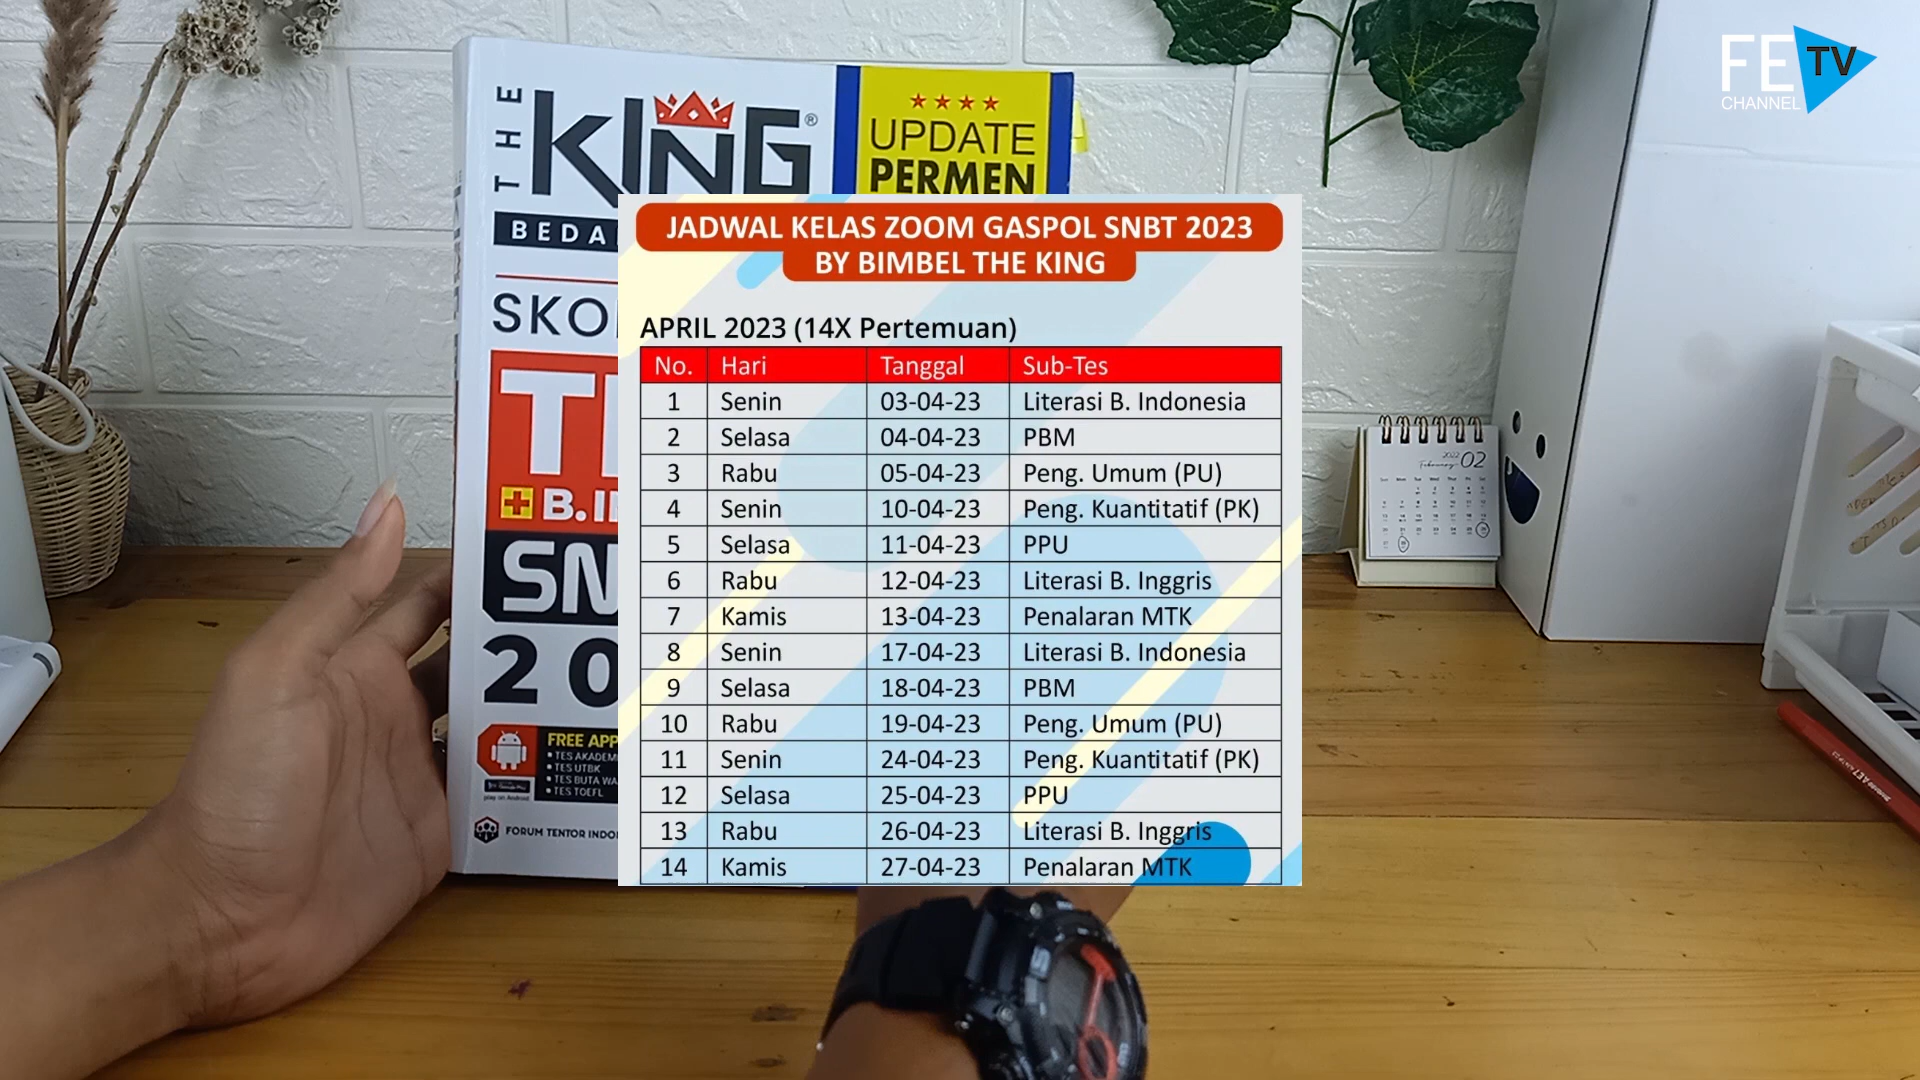 FE TV
CHANNEL
THE
KING®
BEDA
SKO
B.I
SN
20
UPDATE
PERMEN
FREE APP
• TES AKADEM
• TES UTBK
• TES BUTA WA
• TES TOEFL
FORUM TENTOR INDO
JADWAL KELAS ZOOM GASPOL SNBT 2023
BY BIMBEL THE KING
APRIL 2023 (14X Pertemuan)
No. Hari Tanggal Sub-Tes
1 Senin 03-04-23 Literasi B. Indonesia
2 Selasa 04-04-23 PBM
3 Rabu 05-04-23 Peng. Umum (PU)
4 Senin 10-04-23 Peng. Kuantitatif (PK)
5 Selasa 11-04-23 PPU
6 Rabu 12-04-23 Literasi B. Inggris
7 Kamis 13-04-23 Penalaran MTK
8 Senin 17-04-23 Literasi B. Indonesia
9 Selasa 18-04-23 PBM
10 Rabu 19-04-23 Peng. Umum (PU)
11 Senin 24-04-23 Peng. Kuantitatif (PK)
12 Selasa 25-04-23 PPU
13 Rabu 26-04-23 Literasi B. Inggris
14 Kamis 27-04-23 Penalaran MTK
2022
February 02